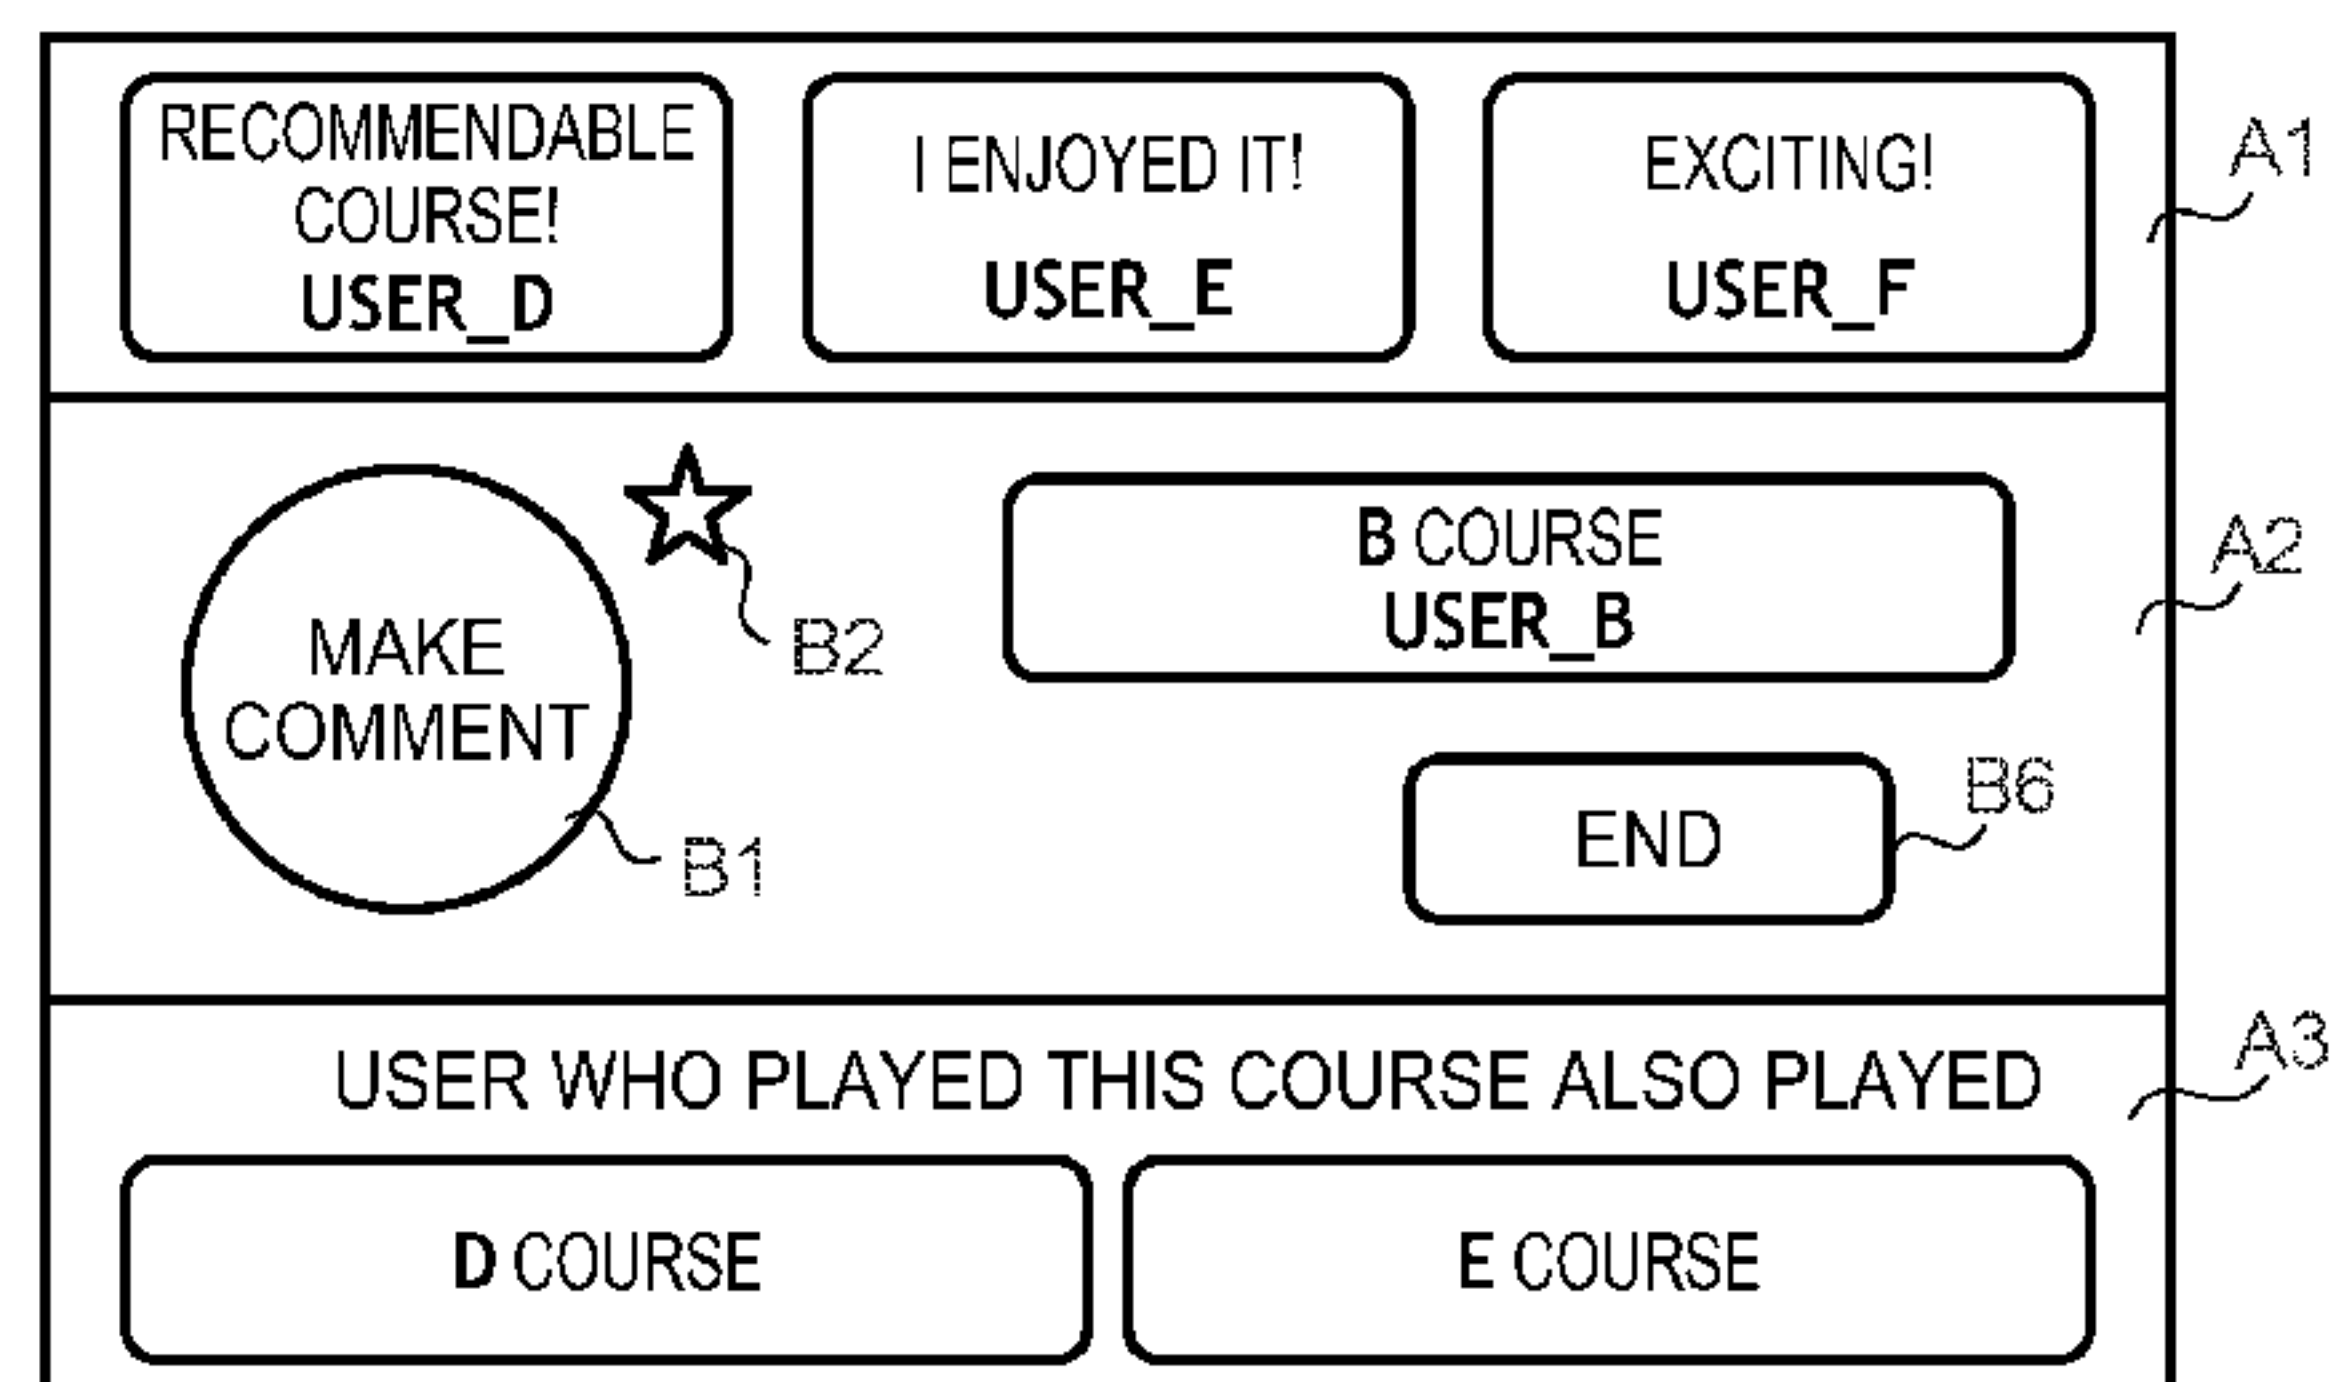 RECOMMENDABLE
COURSE!
USER_D
I ENJOYED IT!
USER_E
EXCITING!
USER_F
A1
MAKE
COMMENT
B1
B2
B COURSE
USER_B
A2
END
B6
USER WHO PLAYED THIS COURSE ALSO PLAYED
A3
D COURSE
E COURSE